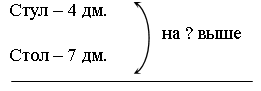 Стул – 4 дм.
на ? выше
Стол – 7 дм.